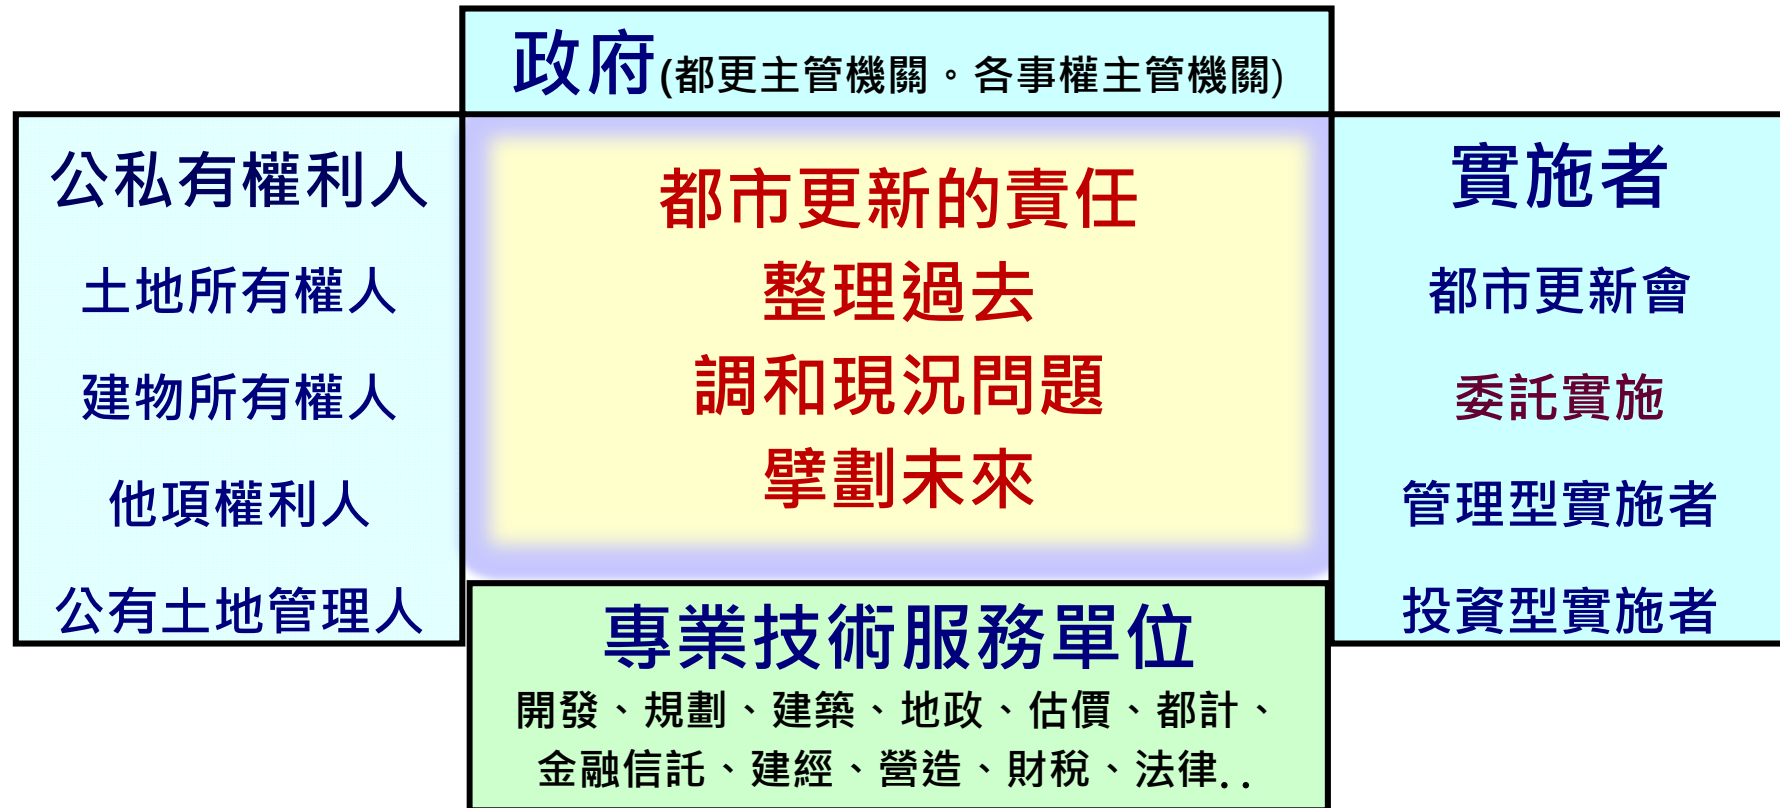 政府(都更主管機關。各事權主管機關)
公私有權利人
土地所有權人
建物所有權人
他項權利人
公有土地管理人
都市更新的責任
整理過去
調和現況問題
擘劃未來
實施者
都市更新會
委託實施
管理型實施者
投資型實施者
專業技術服務單位
開發、規劃、建築、地政、估價、都計、
金融信託、建經、營造、財稅、法律..